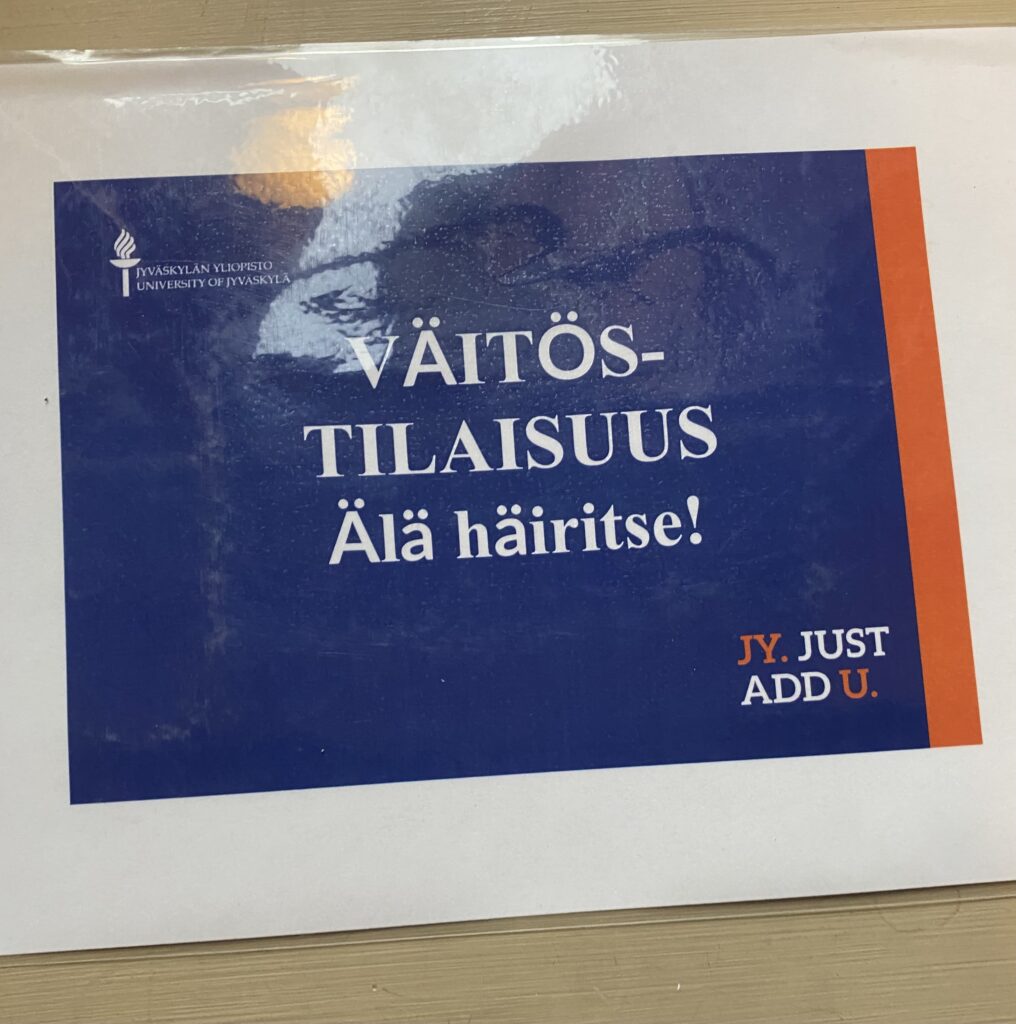 JYVÄSKYLÄN YLIOPISTO
UNIVERSITY OF JYVÄSKYLÄ
VÄITÖS-
TILAISUUS
Älä häiritse!
JY. JUST
ADD U.